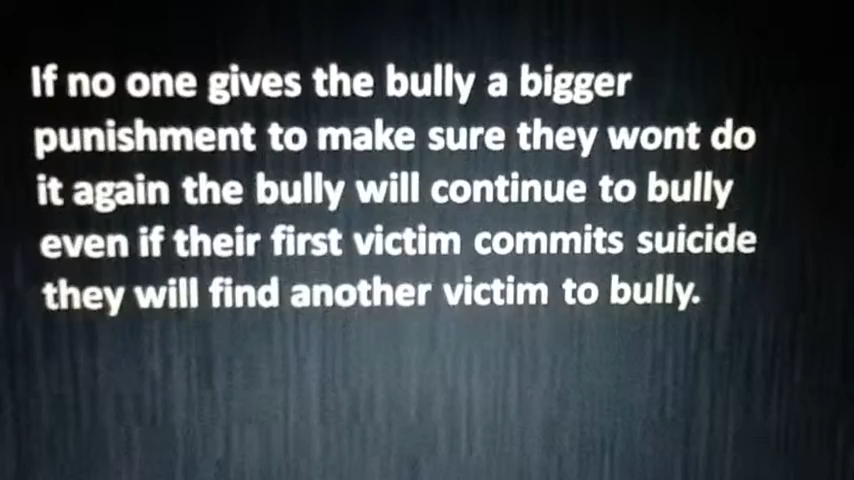 If no one gives the bully a bigger
punishment to make sure they wont do
it again the bully will continue to bully
even if their first victim commits suicide
they will find another victim to bully.